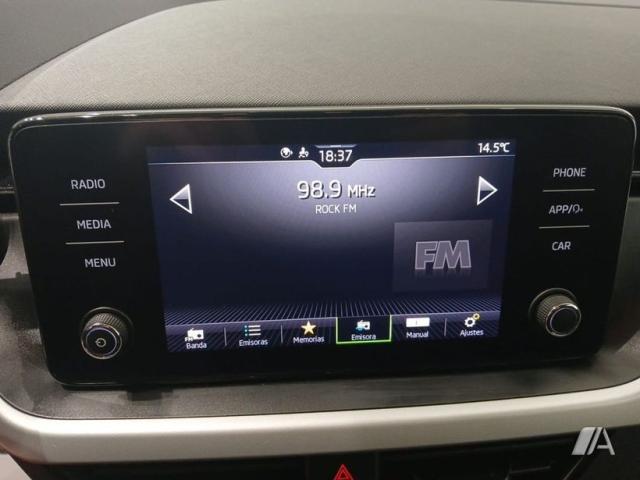 18:37
14.5°C
98.9 MHz
ROCK FM
FM
RADIO
MEDIA
MENU
PHONE
APP/
CAR
FM
Banda
Emisoras
Memorias
Emisora
Manual
Ajustes